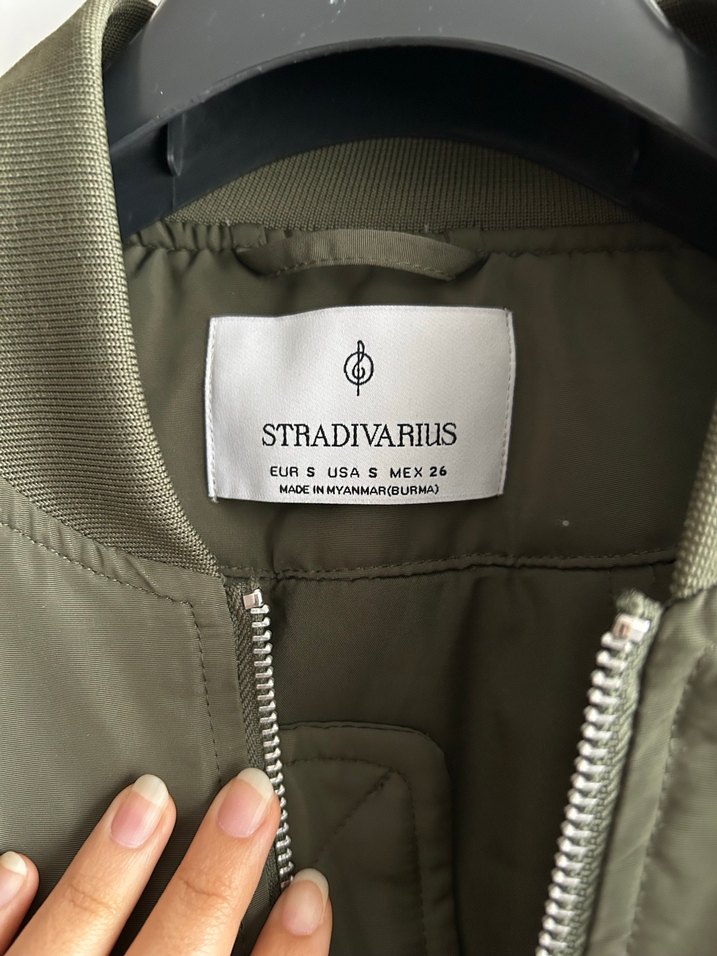 STRADIVARIUS
EUR S USA S MEX 26
MADE IN MYANMAR(BURMA)